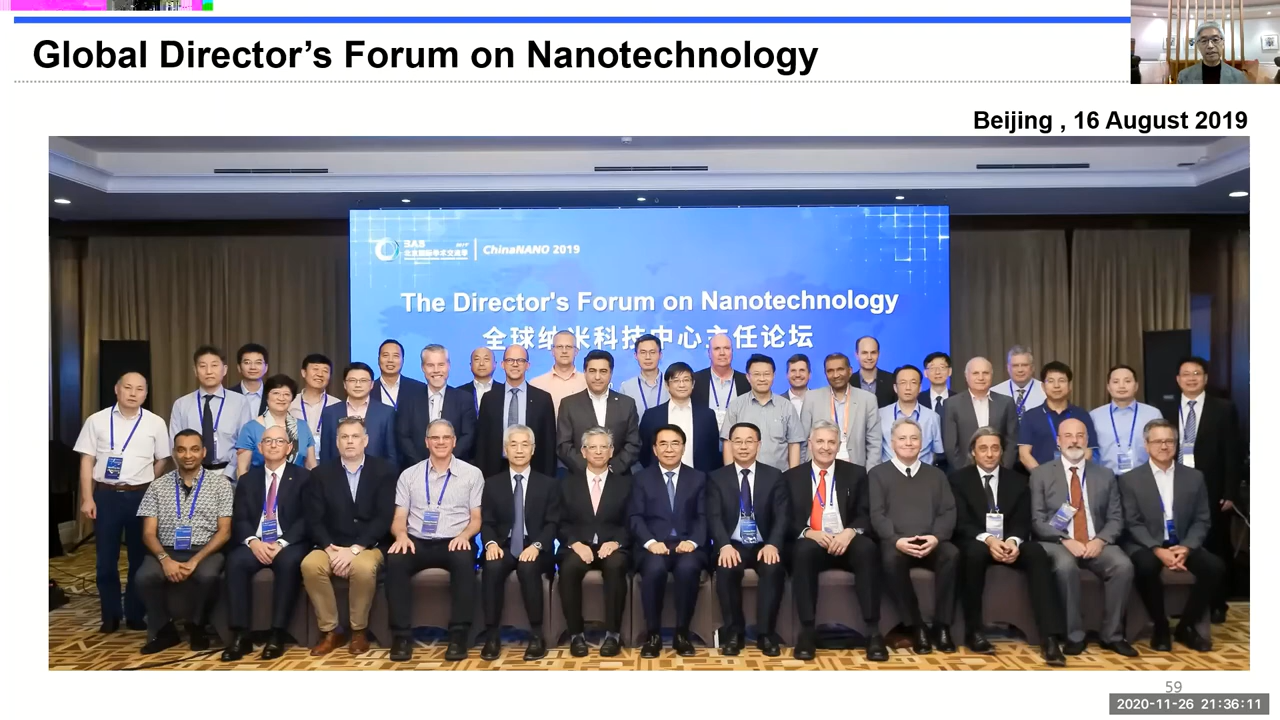 Global Director's Forum on Nanotechnology
Beijing , 16 August 2019
ChinaNANO 2019
The Director's Forum on Nanotechnology
全球纳米科技中心主任论坛
59
2020-11-26 21:36:11